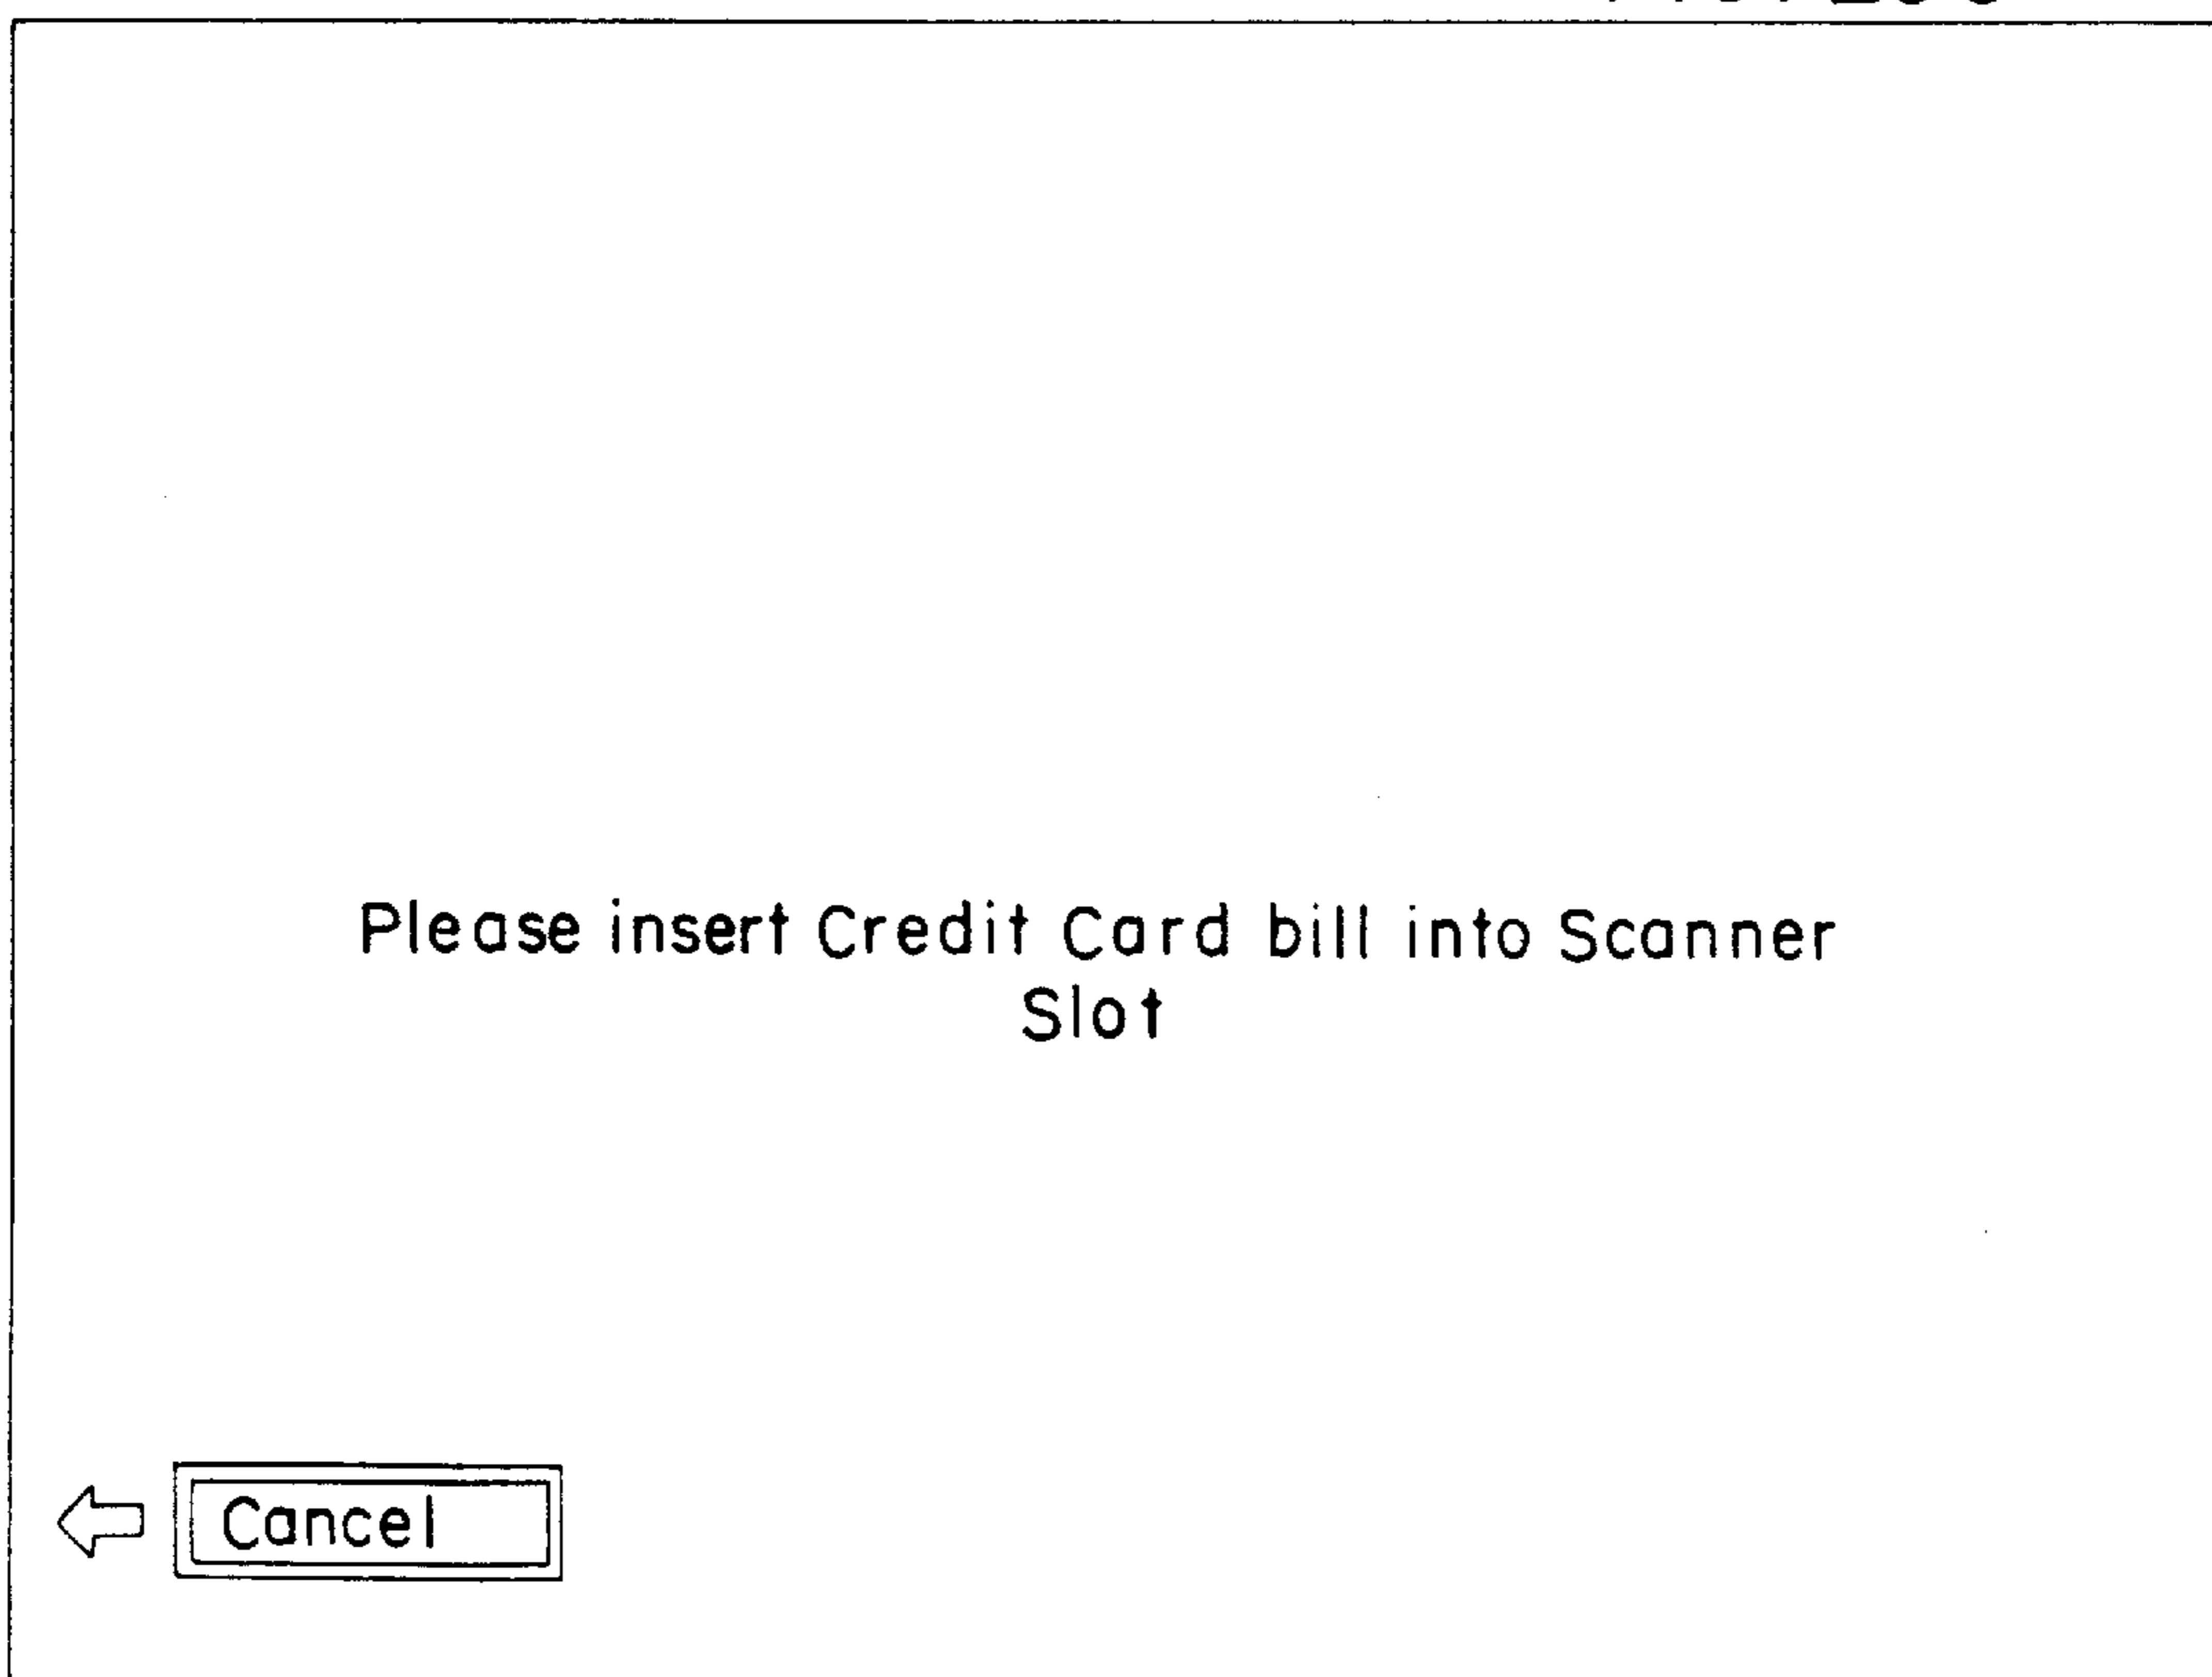 Please insert Credit Card bill into Scanner
Slot
Cancel